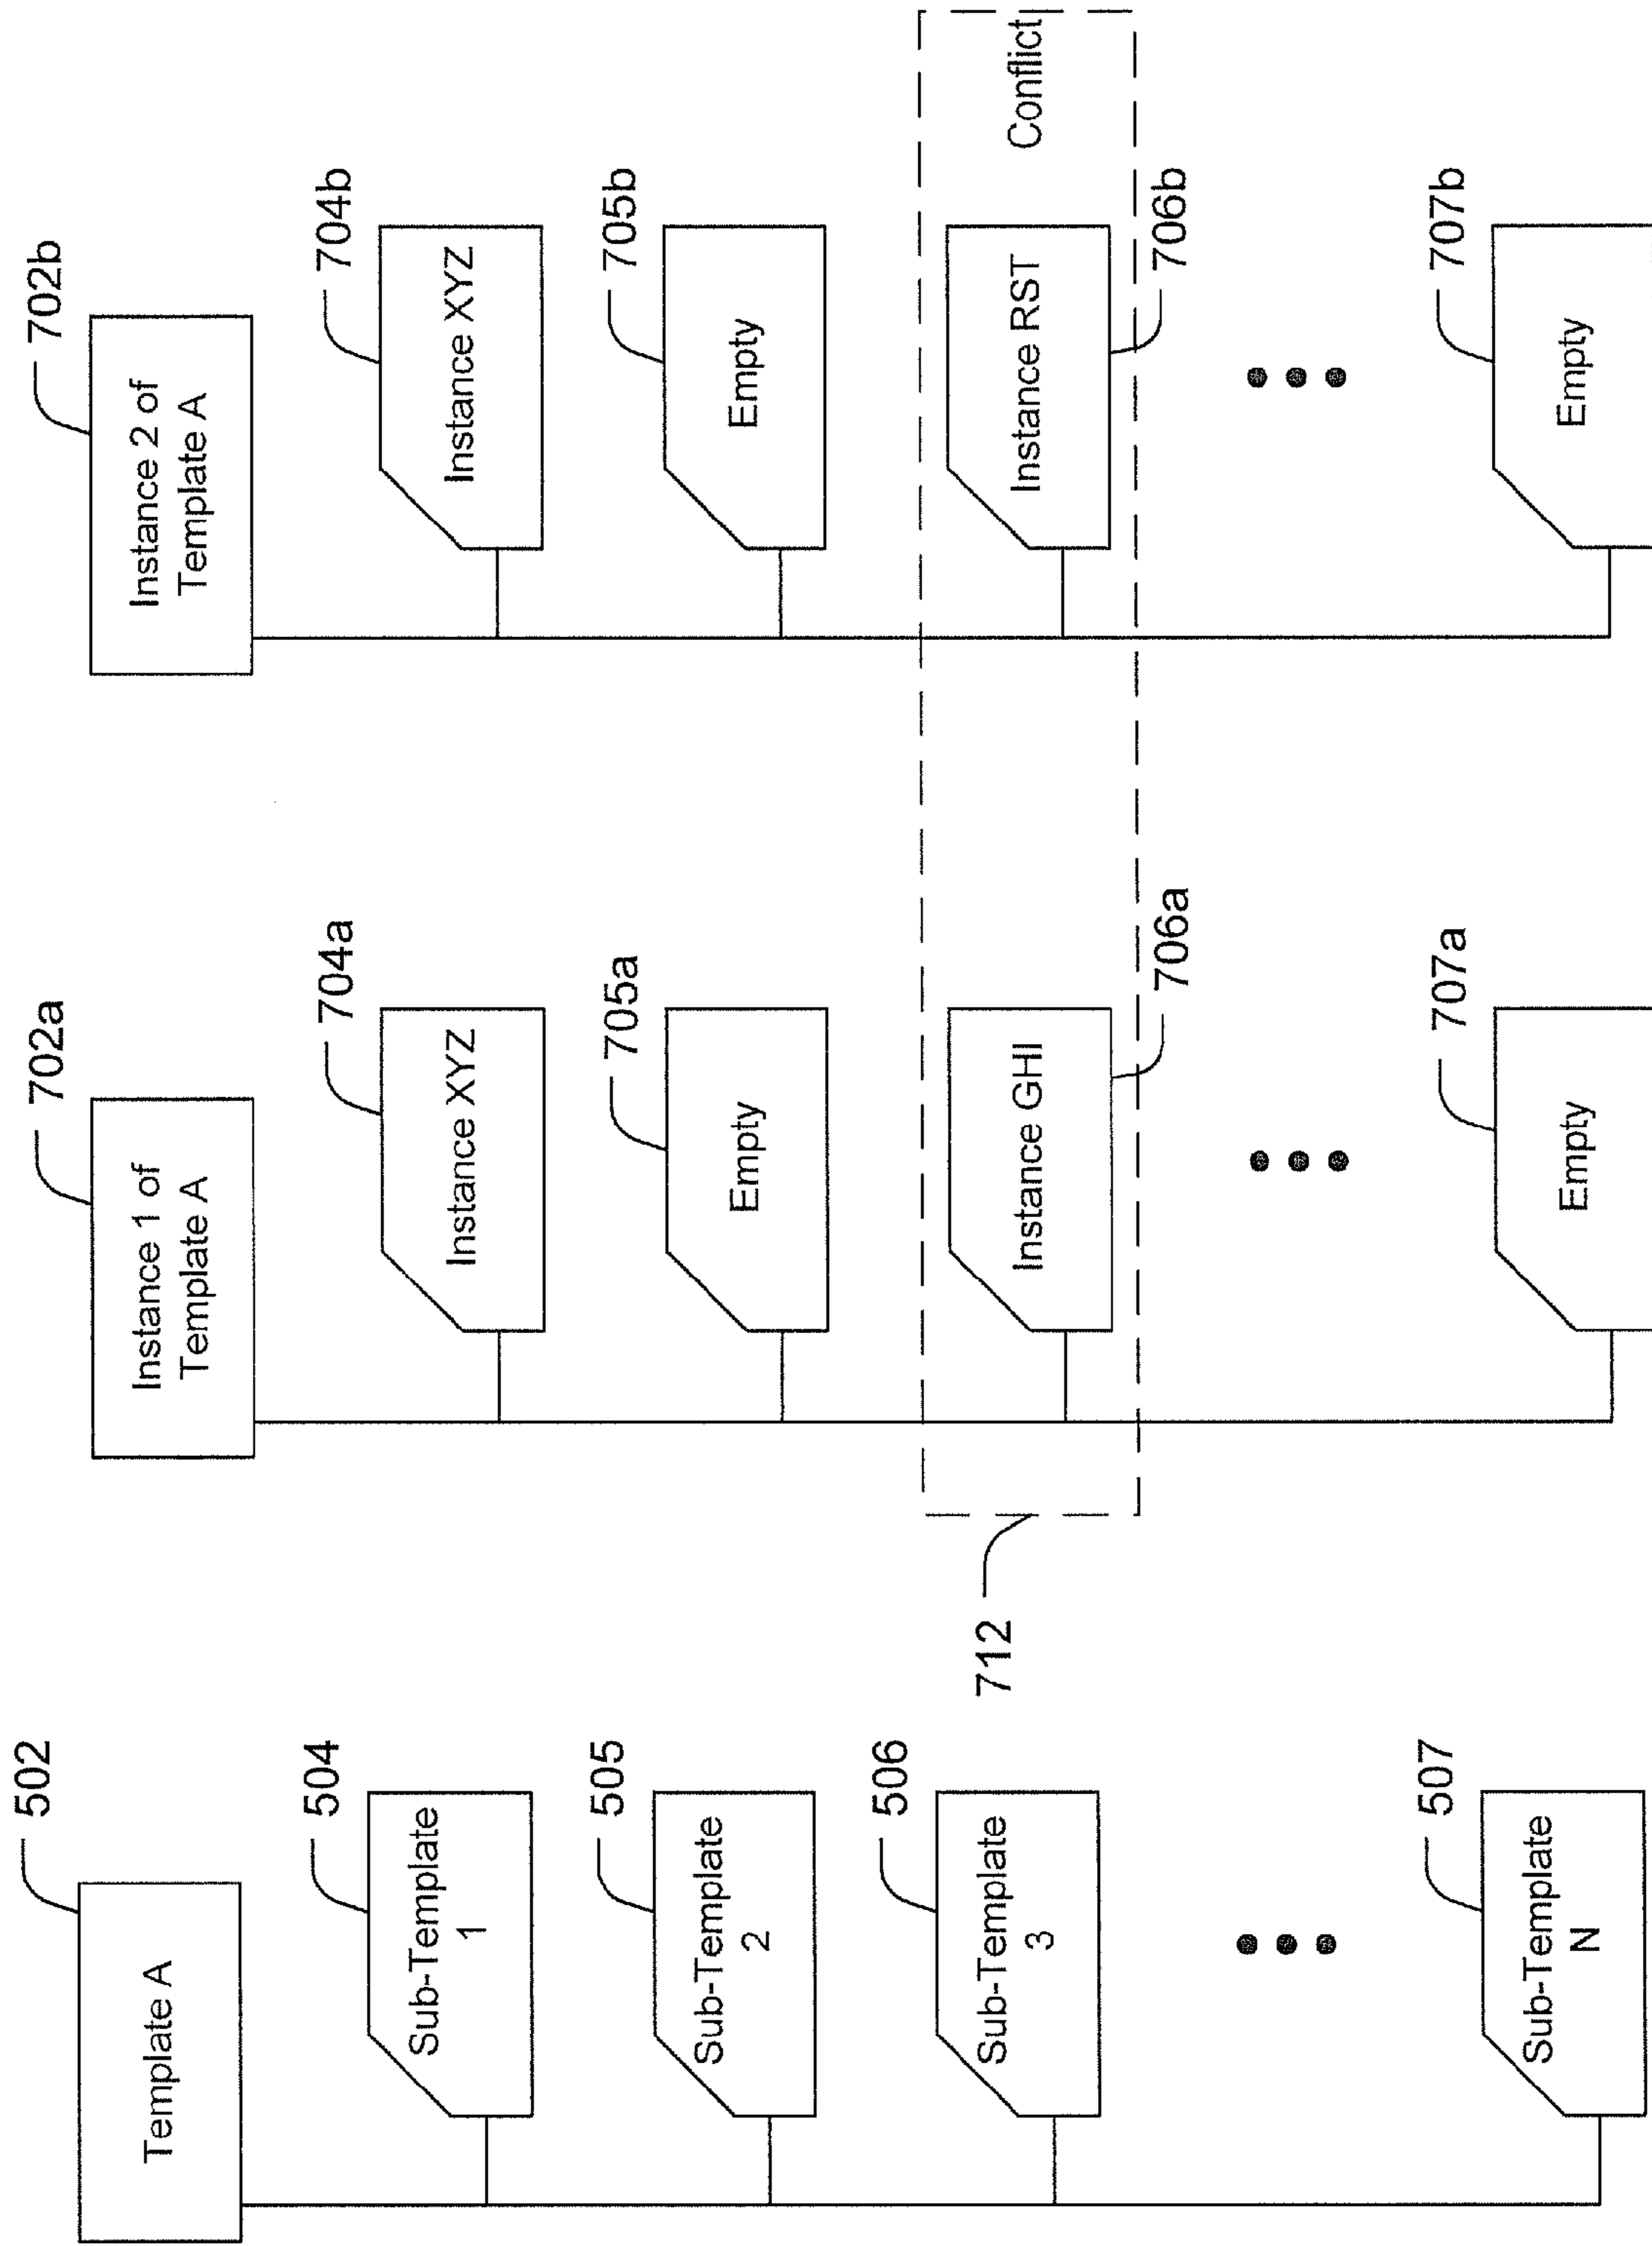 502
Template A
504
Sub-Template
1
505
Sub-Template
2
506
Sub-Template
3
507
Sub-Template
N
702a
Instance 1 of
Template A
704a
Instance XYZ
705a
Empty
Instance GHI
706a
707a
Empty
712
702b
Instance 2 of
Template A
704b
Instance XYZ
705b
Empty
Conflict
Instance RST
706b
707b
Empty